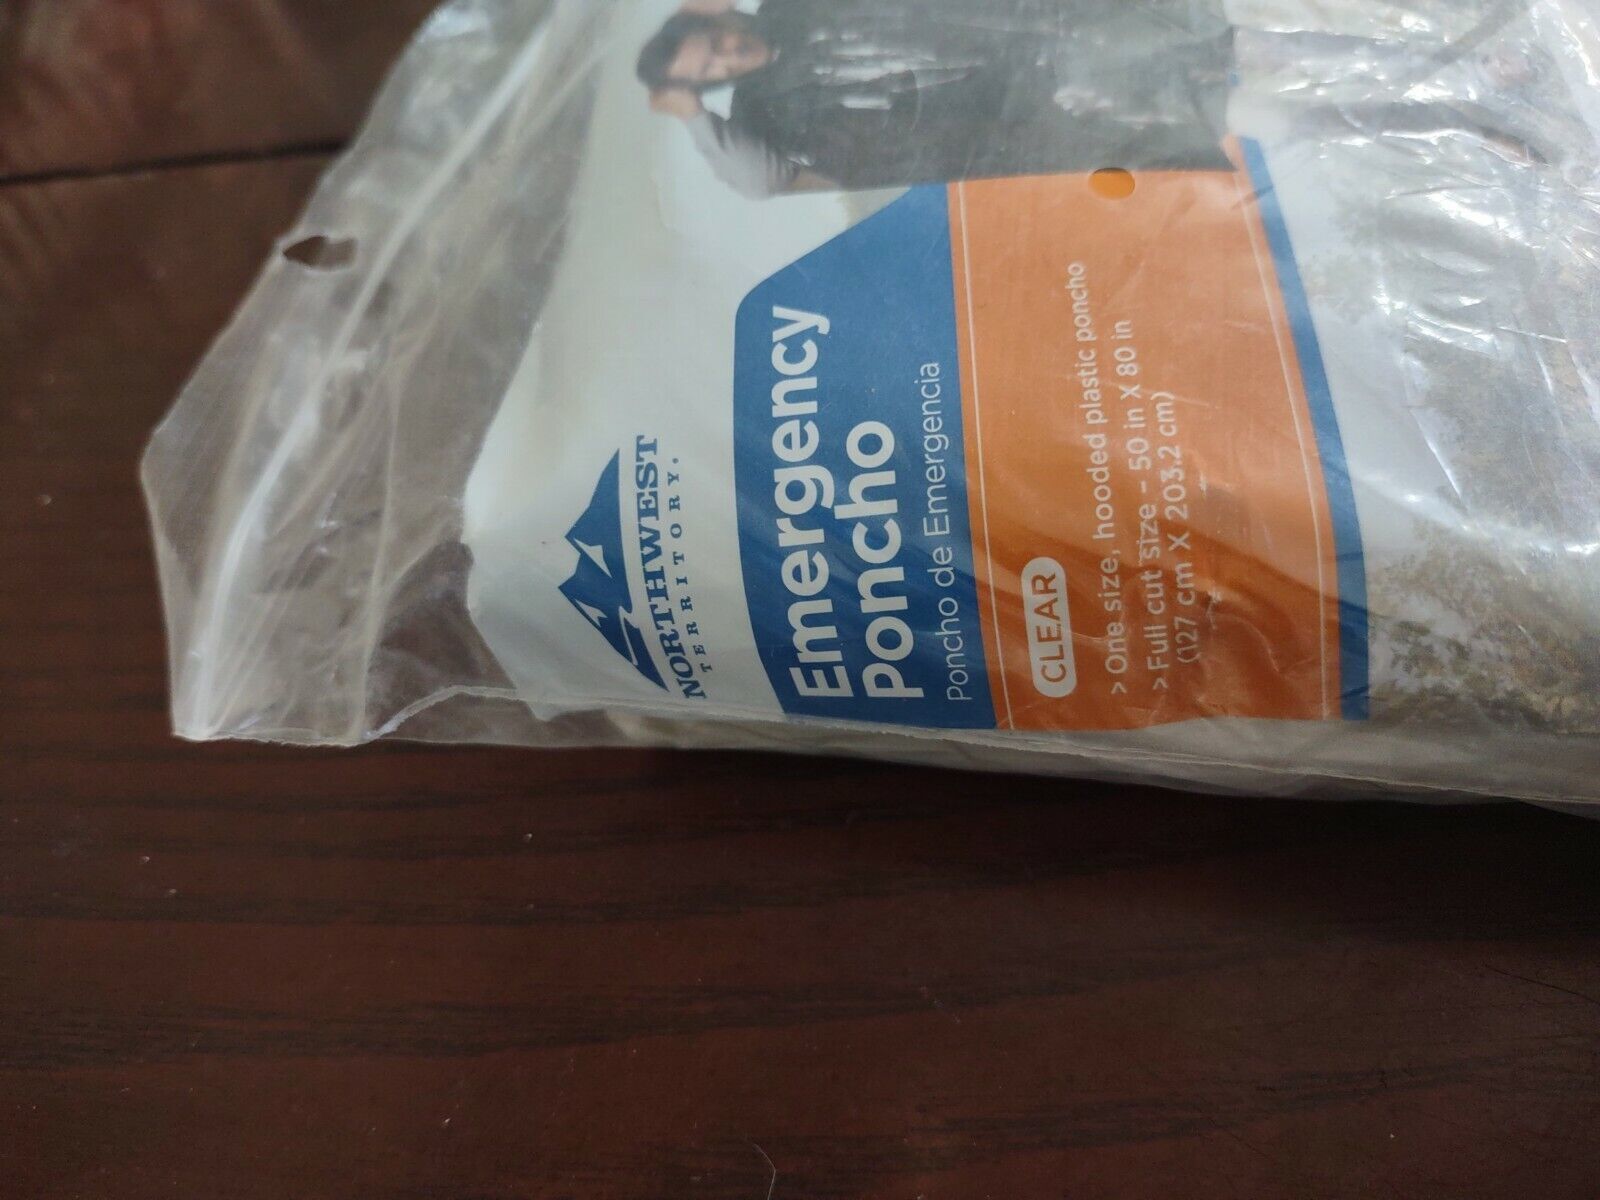 NORTHWEST
TERRITORY.
Emergency
Poncho
Poncho de Emergencia
CLEAR
> One size, hooded plastic poncho
> Full cut size - 50 in X 80 in
(127 cm X 203.2 cm)